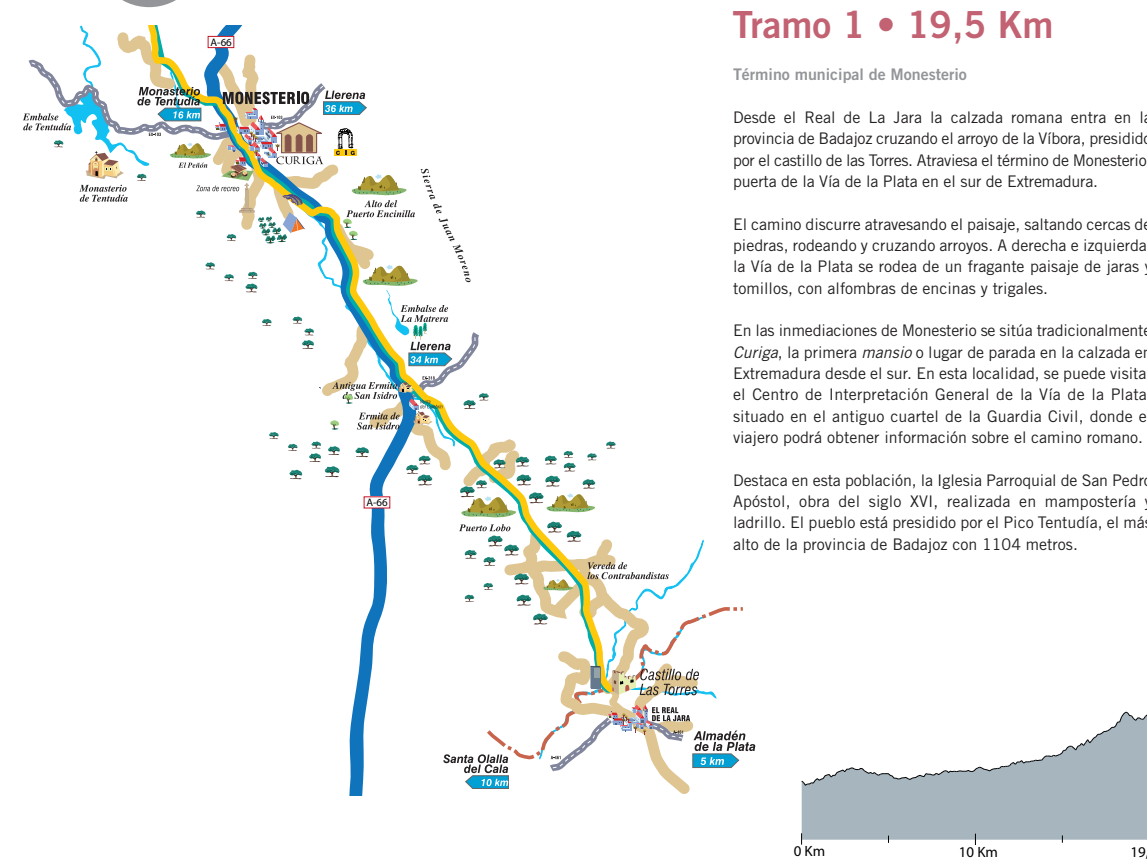 Tramo 1 • 19,5 Km
Término municipal de Monesterio
Desde el Real de La Jara la calzada romana entra en la
provincia de Badajoz cruzando el arroyo de la Víbora, presidido
por el castillo de las Torres. Atraviesa el término de Monesterio
puerta de la Vía de la Plata en el sur de Extremadura.
El camino discurre atravesando el paisaje, saltando cercas de
piedras, rodeando y cruzando arroyos. A derecha e izquierda
la Vía de la Plata se rodea de un fragante paisaje de jaras y
tomillos, con alfombras de encinas y trigales.
En las inmediaciones de Monesterio se sitúa tradicionalmente
Curiga, la primera mansio o lugar de parada en la calzada en
Extremadura desde el sur. En esta localidad, se puede visita
el Centro de Interpretación General de la Vía de la Plata
situado en el antiguo cuartel de la Guardia Civil, donde e
viajero podrá obtener información sobre el camino romano.
Destaca en esta población, la Iglesia Parroquial de San Pedro
Apóstol, obra del siglo XVI, realizada en mampostería y
ladrillo. El pueblo está presidido por el Pico Tentudía, el más
alto de la provincia de Badajoz con 1104 metros.
A-66
Monasterio
de Tentudía
16 km
MONESTERIO
Llerena
36 km
Embalse
de Tentudía
EX-103
EX-103
CURIGA
C I G
El Peñón
Monasterio
de Tentudía
Zona de recreo
Alto del
Puerto Encinilla
Sierra de Juan Moreno
Embalse de
La Matrera
Llerena
34 km
Antigua Ermita
de San Isidro
Ermita de
San Isidro
A-66
Puerto Lobo
Vereda de
los Contrabandistas
Castillo de
Las Torres
EL REAL
DE LA JARA
Almadén
de la Plata
5 km
Santa Olalla
del Cala
10 km
0 Km
10 Km
19,